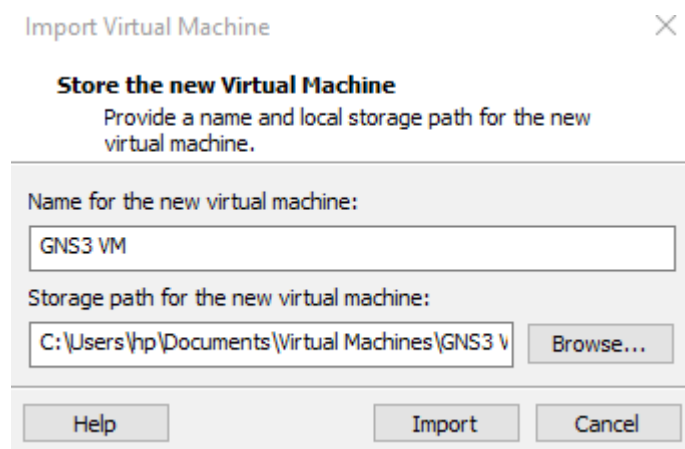 Import Virtual Machine
Store the new Virtual Machine
Provide a name and local storage path for the new
virtual machine.
Name for the new virtual machine:
GNS3 VM
Storage path for the new virtual machine:
C:\Users\hp\Documents\Virtual Machines\GNS3 V
Browse...
Help
Import
Cancel